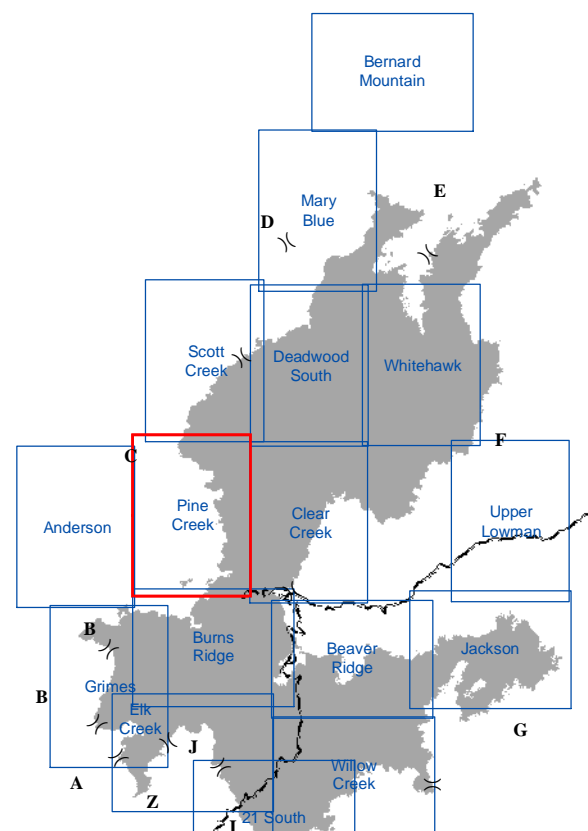 Bernard
Mountain
E
Mary
Blue
D
Scott
Creek
Deadwood
South
Whitehawk
F
C
Pine
Creek
Anderson
Clear
Creek
Upper
Lowman
B
Burns
Ridge
Beaver
Ridge
Jackson
B
Grimes
Elk
Creek
G
J
Willow
Creek
A
Z
21 South